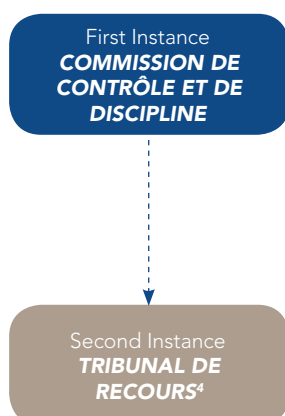 First Instance
COMMISSION DE
CONTRÔLE ET DE
DISCIPLINE
Second Instance
TRIBUNAL DE
RECOURS⁴